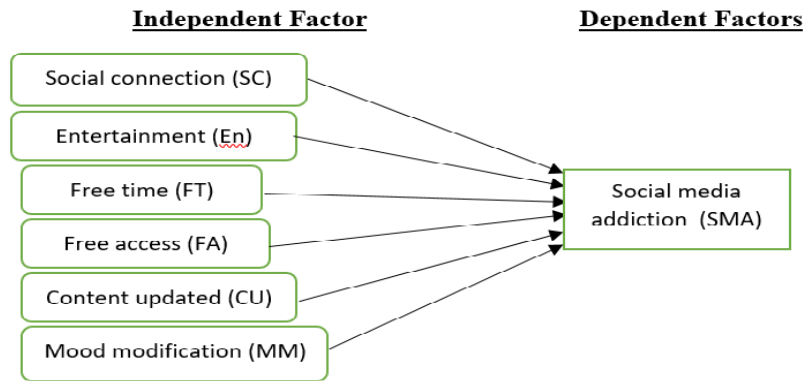 Independent Factor
Dependent Factors
Social connection (SC)
Entertainment (En)
Free time (FT)
Free access (FA)
Content updated (CU)
Mood modification (MM)
Social media
addiction (SMA)